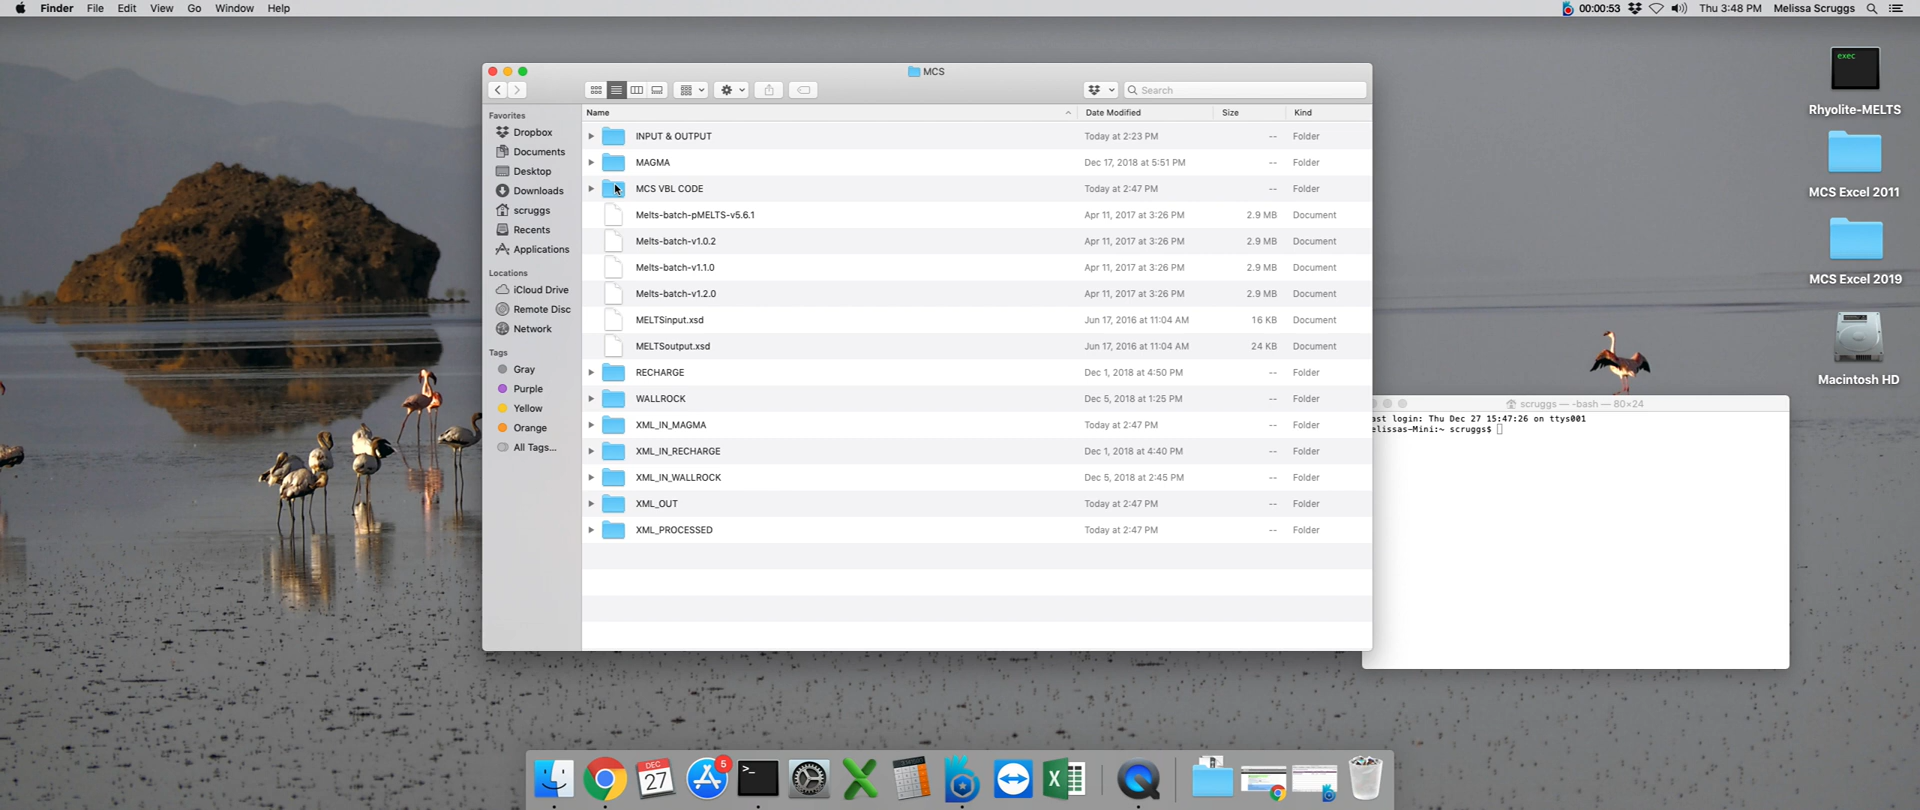 Finder File Edit View Go Window Help
00:00:53 Thu 3:48 PM Melissa Scruggs
MCS
Search
Favorites
Dropbox
Documents
Desktop
Downloads
scruggs
Recents
Applications
Locations
iCloud Drive
Remote Disc
Network
Tags
Gray
Purple
Yellow
Orange
All Tags...
Name Date Modified Size Kind
INPUT & OUTPUT Today at 2:23 PM -- Folder
MAGMA Dec 17, 2018 at 5:51 PM -- Folder
MCS VBL CODE Today at 2:47 PM -- Folder
Melts-batch-pMELTS-v5.6.1 Apr 11, 2017 at 3:26 PM 2.9 MB Document
Melts-batch-v1.0.2 Apr 11, 2017 at 3:26 PM 2.9 MB Document
Melts-batch-v1.1.0 Apr 11, 2017 at 3:26 PM 2.9 MB Document
Melts-batch-v1.2.0 Apr 11, 2017 at 3:26 PM 2.9 MB Document
MELTSinput.xsd Jun 17, 2016 at 11:04 AM 16 KB Document
MELTSoutput.xsd Jun 17, 2016 at 11:04 AM 24 KB Document
RECHARGE Dec 1, 2018 at 4:50 PM -- Folder
WALLROCK Dec 5, 2018 at 1:25 PM -- Folder
XML_IN_MAGMA Today at 2:47 PM -- Folder
XML_IN_RECHARGE Dec 1, 2018 at 4:40 PM -- Folder
XML_IN_WALLROCK Dec 5, 2018 at 2:45 PM -- Folder
XML_OUT Today at 2:47 PM -- Folder
XML_PROCESSED Today at 2:47 PM -- Folder
scruggs — -bash — 80×24
ast login: Thu Dec 27 15:47:26 on ttys001
elissas-Mini:~ scruggs$
exec
Rhyolite-MELTS
MCS Excel 2011
MCS Excel 2019
Macintosh HD
DEC
27
5
>_